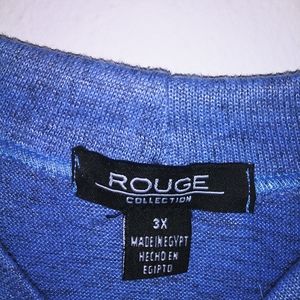 ROUGE
COLLECTION
3X
MADE IN EGYPT
HECHO EN
EGIPTO